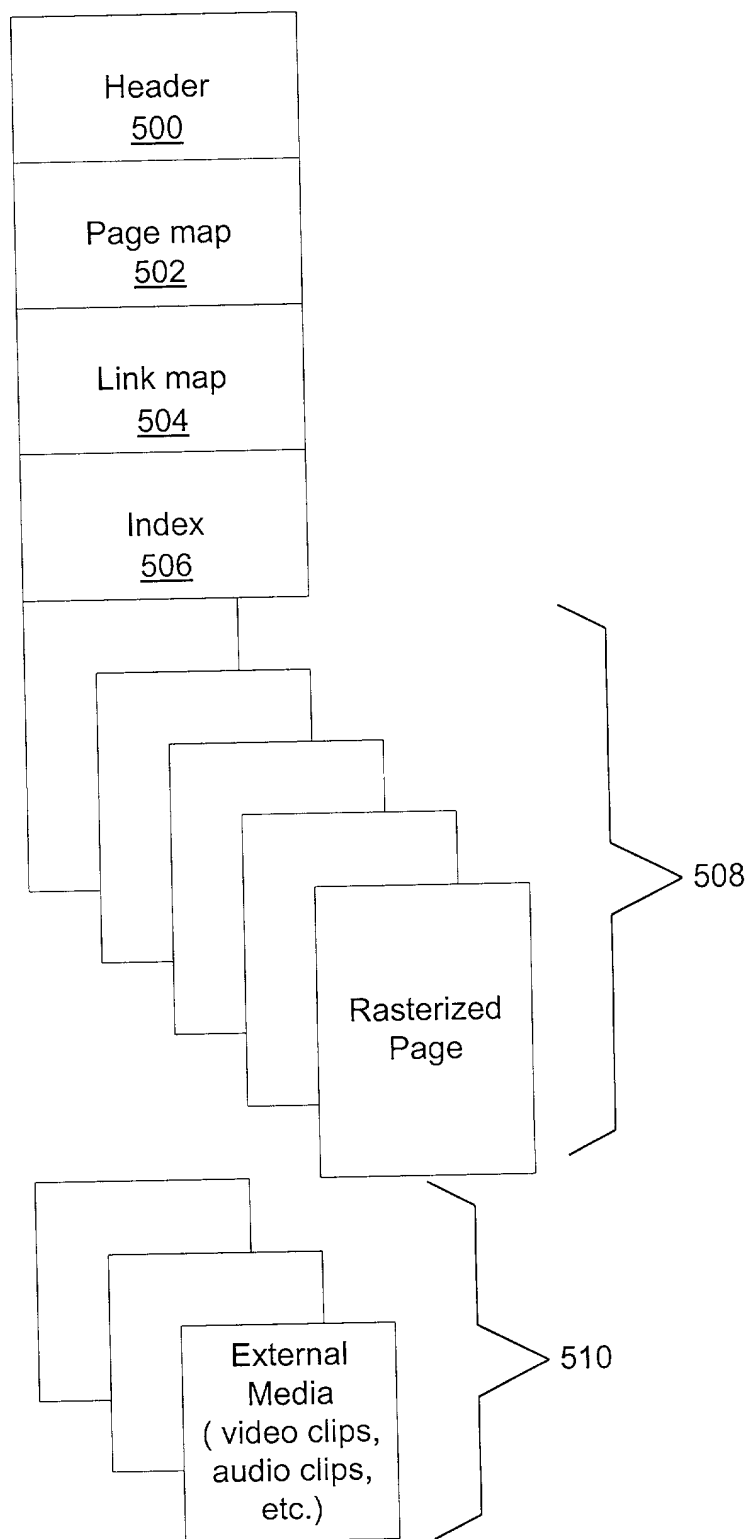 Header
500
Page map
502
Link map
504
Index
506
508
Rasterized
Page
External
Media
( video clips,
audio clips,
etc.)
510